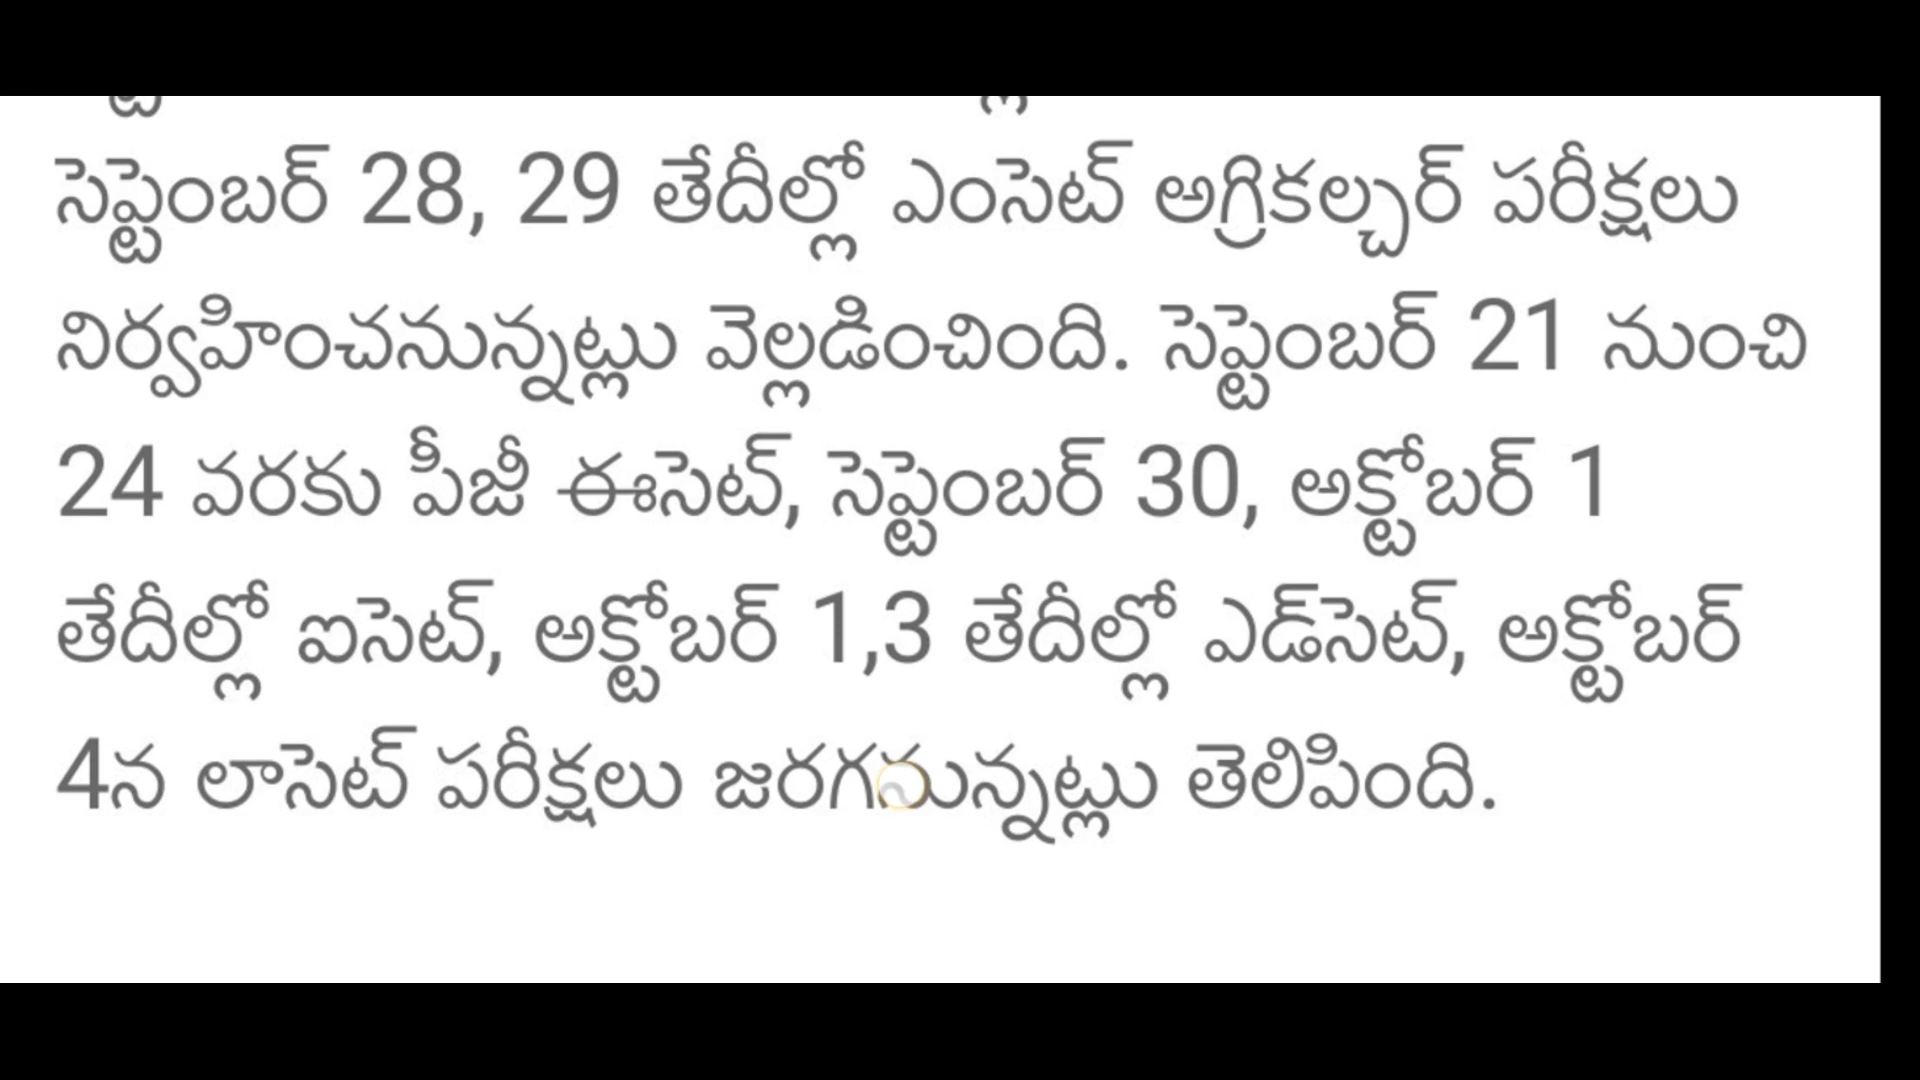 సెప్టెంబర్ 28, 29 తేదీల్లో ఎంసెట్ అగ్రికల్చర్ పరీక్షలు
నిర్వహించనున్నట్లు వెల్లడించింది. సెప్టెంబర్ 21 నుంచి
24 వరకు పీజీ ఈసెట్, సెప్టెంబర్ 30, అక్టోబర్ 1
తేదీల్లో ఐసెట్, అక్టోబర్ 1,3 తేదీల్లో ఎడ్‌సెట్, అక్టోబర్
4న లాసెట్ పరీక్షలు జరగనున్నట్లు తెలిపింది.